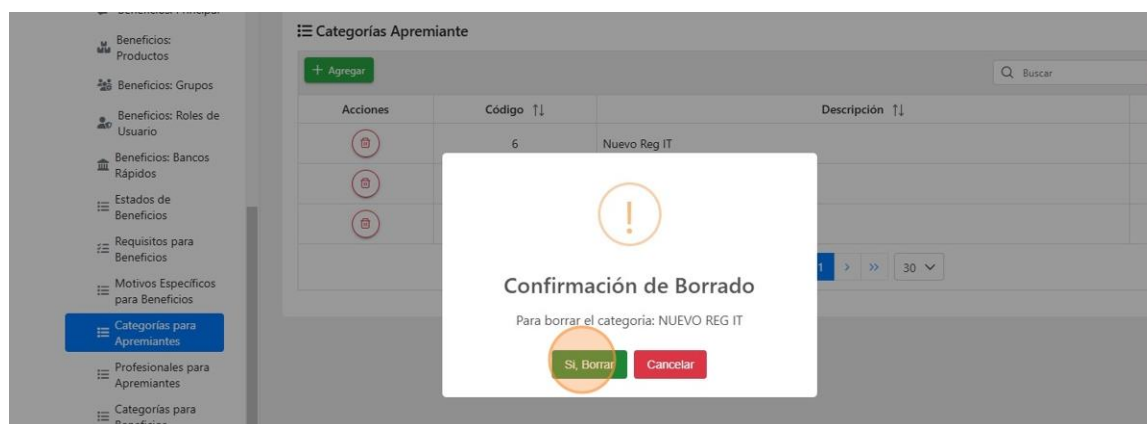 Beneficios:
Productos
Beneficios: Grupos
Beneficios: Roles de
Usuario
Beneficios: Bancos
Rápidos
Estados de
Beneficios
Requisitos para
Beneficios
Motivos Específicos
para Beneficios
Categorías para
Apremiantes
Profesionales para
Apremiantes
Categorías para
Categorías Apremiante
+ Agregar
Buscar
Acciones Código Descripción
6 Nuevo Reg IT
1 > >> 30
Confirmación de Borrado
Para borrar el categoria: NUEVO REG IT
Si, Borrar Cancelar